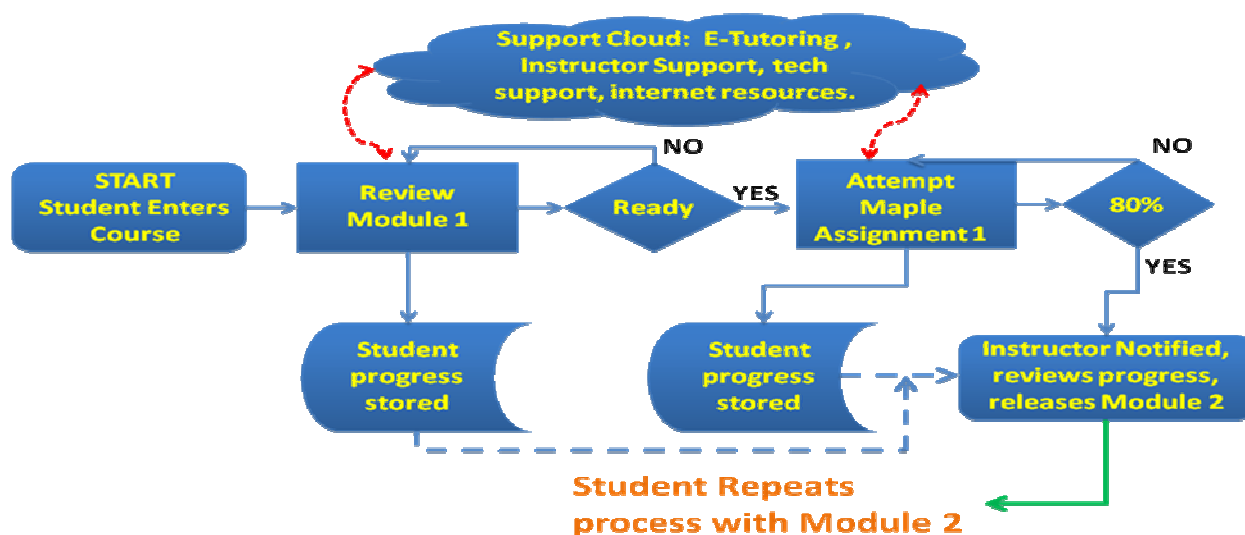 Support Cloud: E-Tutoring ,
Instructor Support, tech
support, internet resources.
START
Student Enters
Course
Review
Module 1
NO
Ready
YES
Attempt
Maple
Assignment 1
NO
80%
YES
Student
progress
stored
Student
progress
stored
Instructor Notified,
reviews progress,
releases Module 2
Student Repeats
process with Module 2